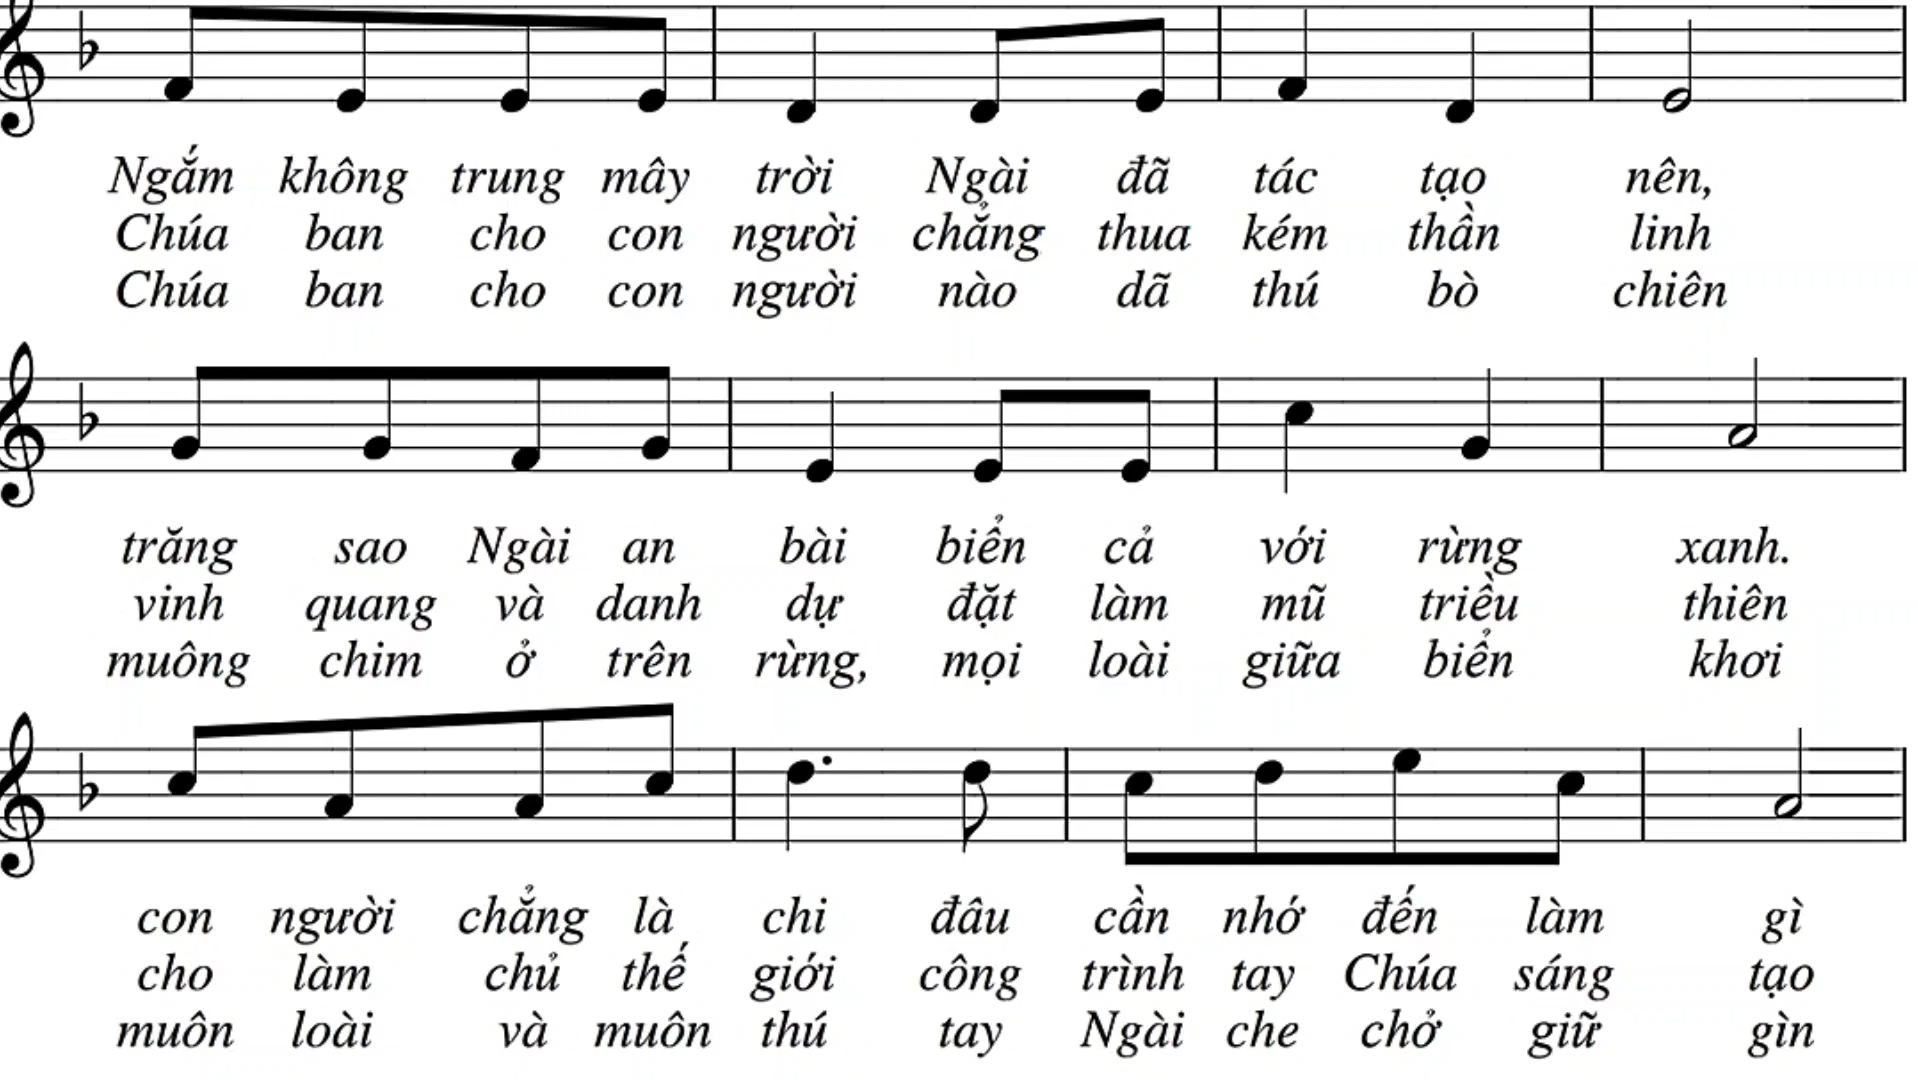 Ngắm không trung mây trời Ngài đã tác tạo nên,
Chúa ban cho con người chẳng thua kém thần linh
Chúa ban cho con người nào dã thú bò chiên
trăng sao Ngài an bài biển cả với rừng xanh.
vinh quang và danh dự đặt làm mũ triều thiên
muông chim ở trên rừng, mọi loài giữa biển khơi
con người chẳng là chi đâu cần nhớ đến làm gì
cho làm chủ thế giới công trình tay Chúa sáng tạo
muôn loài và muôn thú tay Ngài che chở giữ gìn